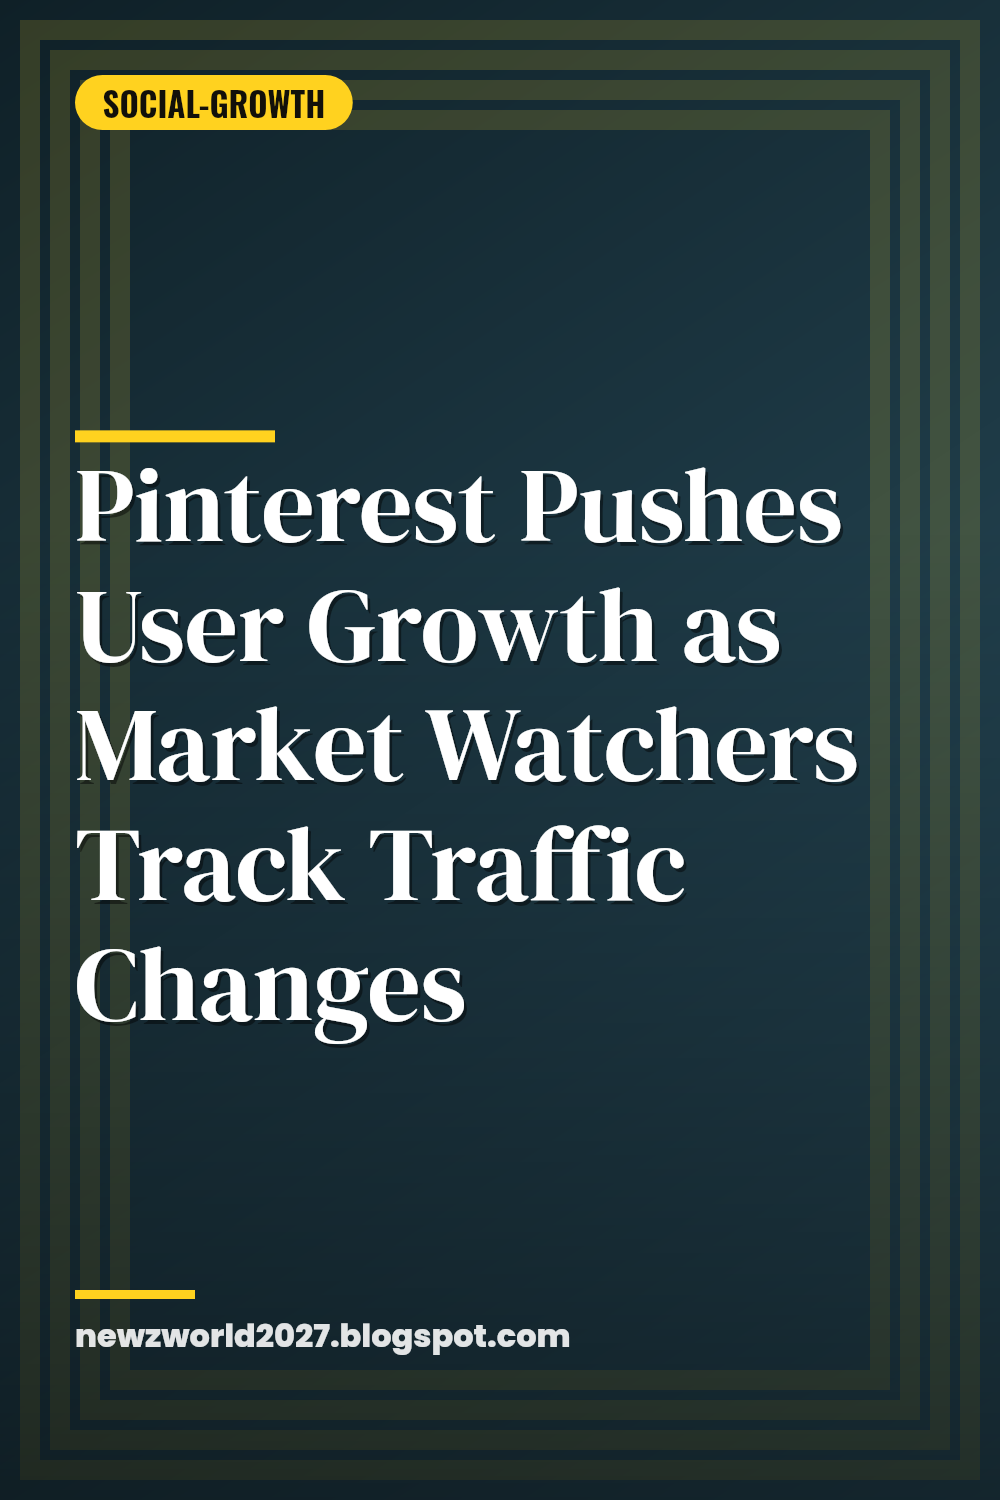 SOCIAL-GROWTH
Pinterest Pushes
User Growth as
Market Watchers
Track Traffic
Changes
newzworld2027.blogspot.com